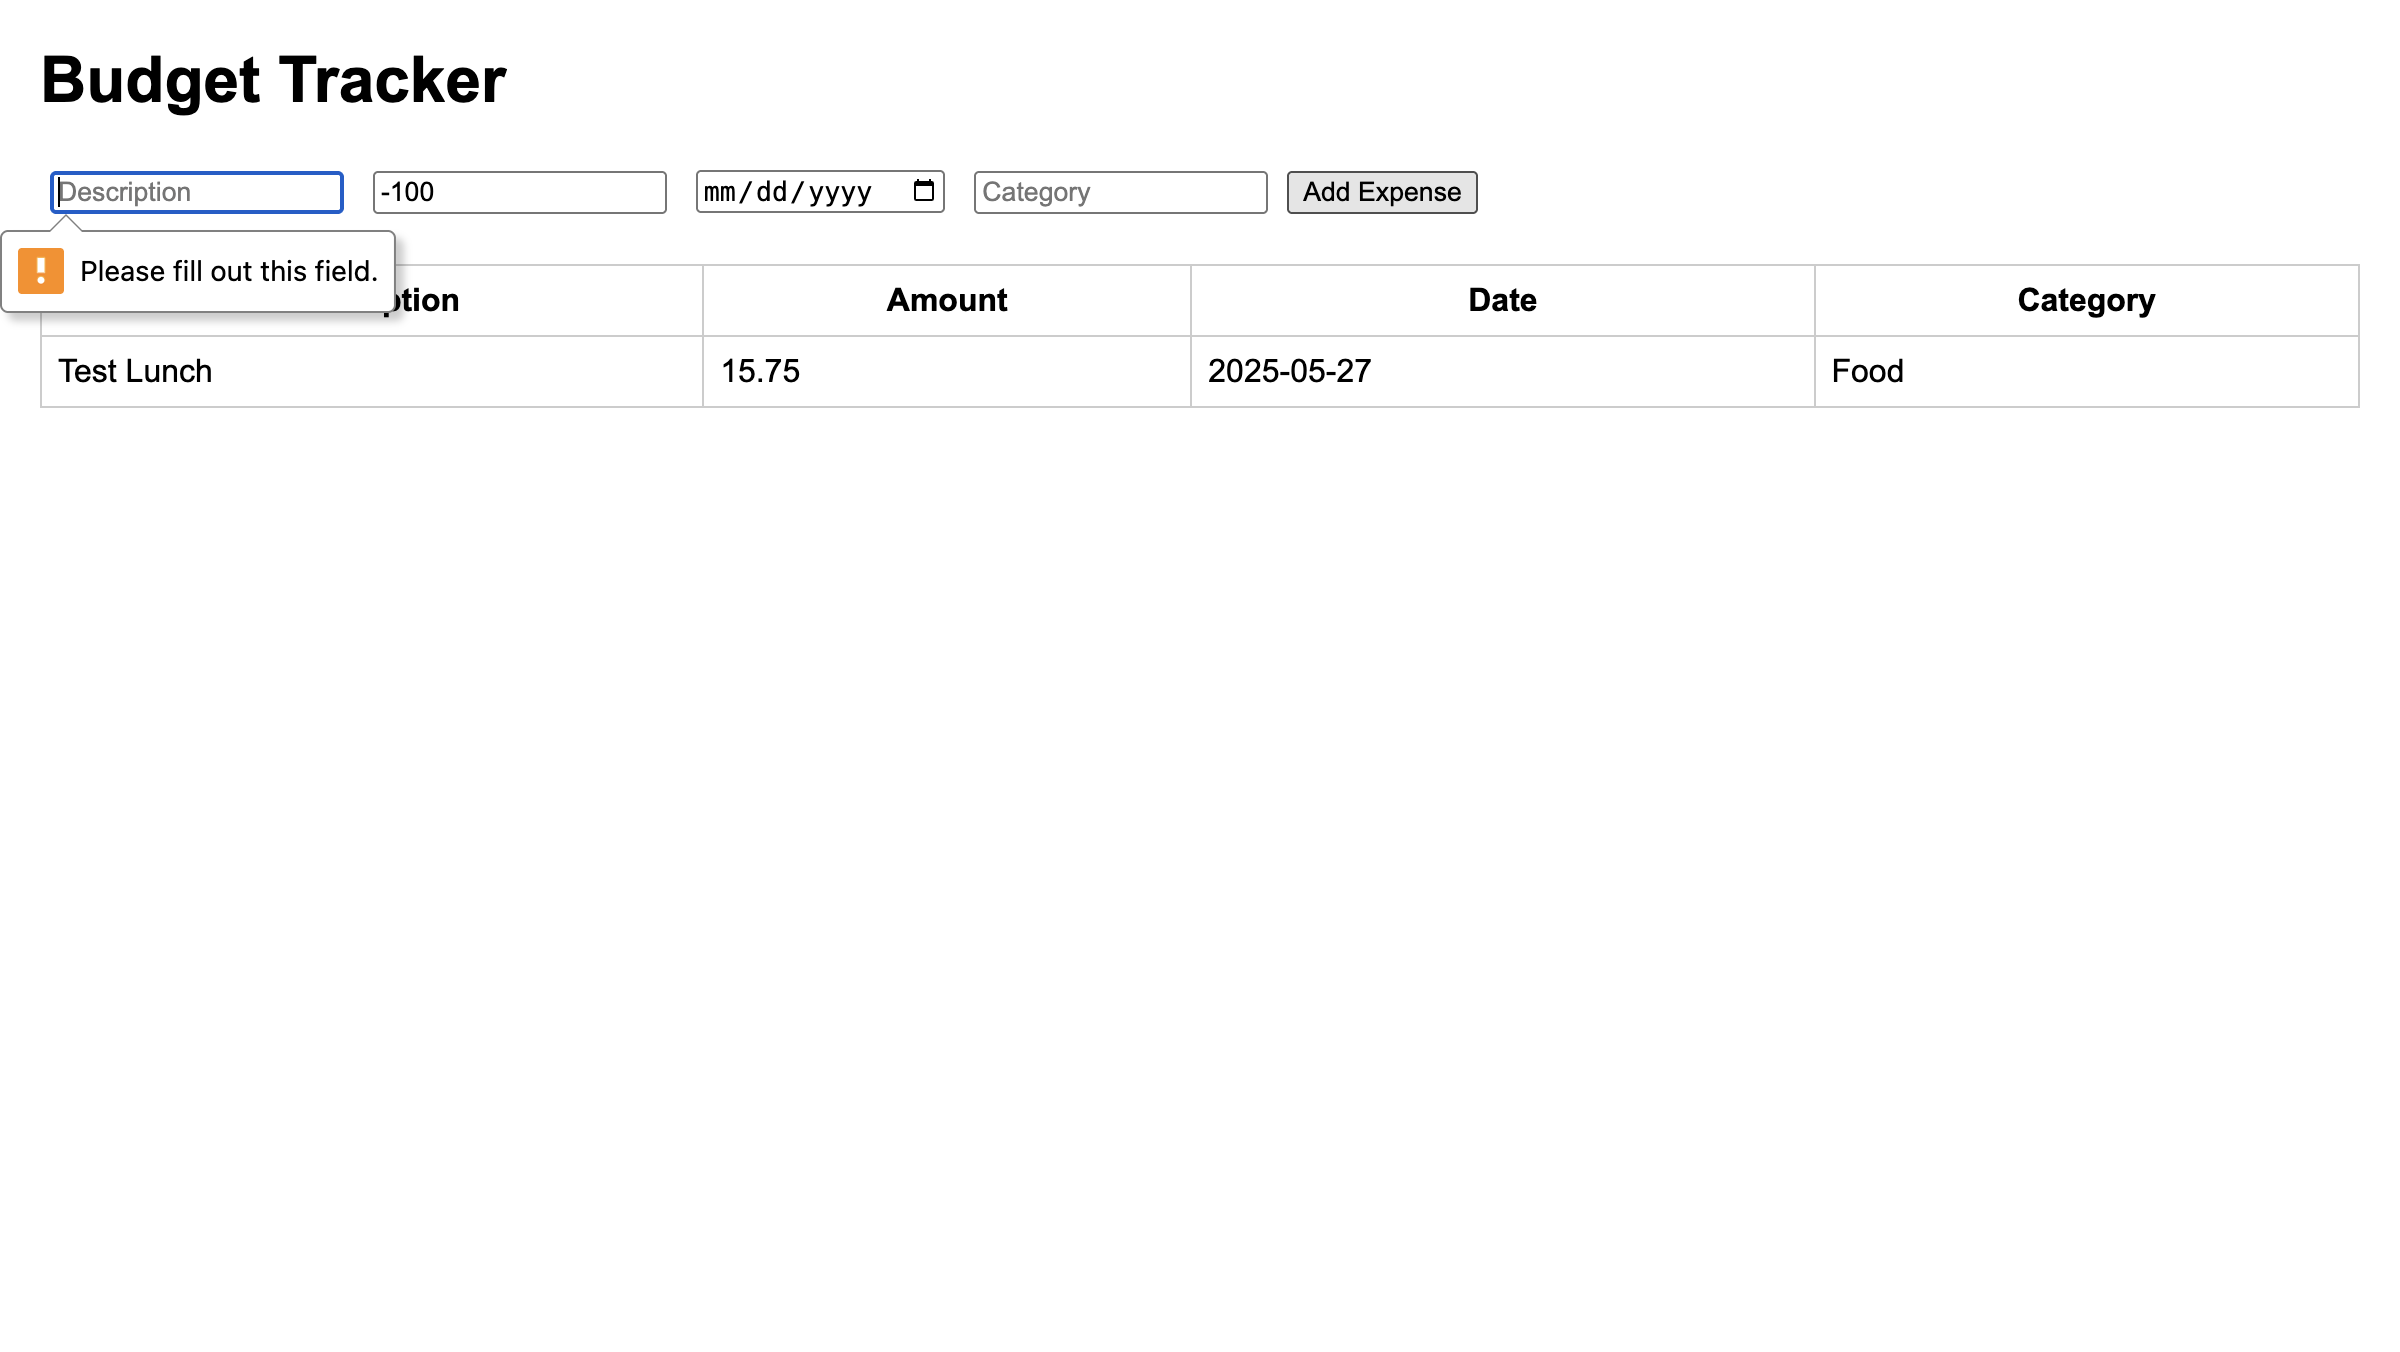 Budget Tracker
Description -100 mm/dd/yyyy Category Add Expense
Please fill out this field.
ption Amount Date Category
Test Lunch 15.75 2025-05-27 Food